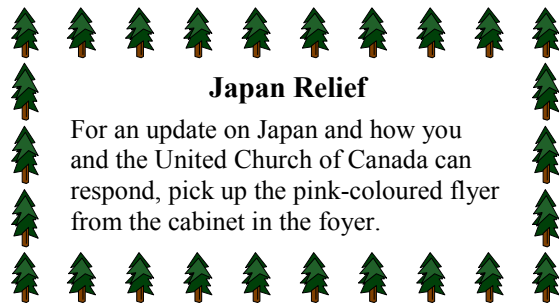 Japan Relief
For an update on Japan and how you
and the United Church of Canada can
respond, pick up the pink-coloured flyer
from the cabinet in the foyer.